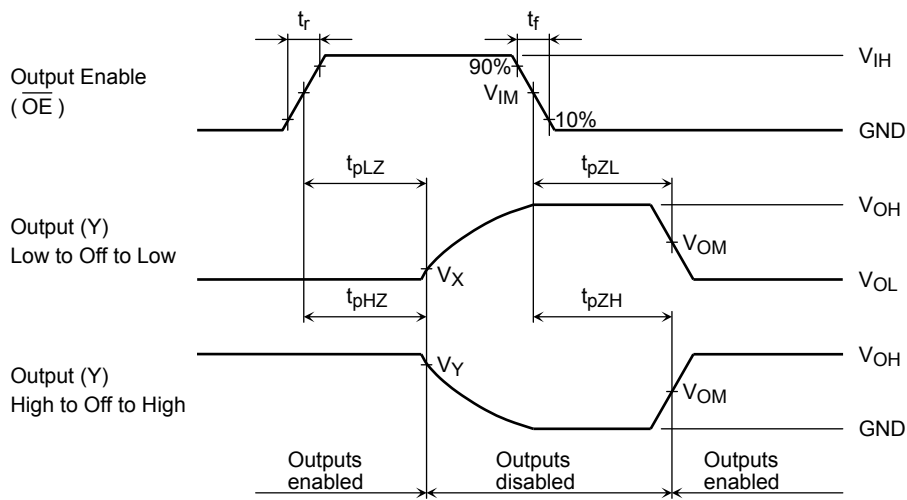 tr
tf
Output Enable
( OE )
90%
VIM
10%
VIH
GND
tpLZ
tpZL
Output (Y)
Low to Off to Low
VX
VOM
VOH
VOL
tpHZ
tpZH
Output (Y)
High to Off to High
VY
VOM
VOH
GND
Outputs
enabled
Outputs
disabled
Outputs
enabled